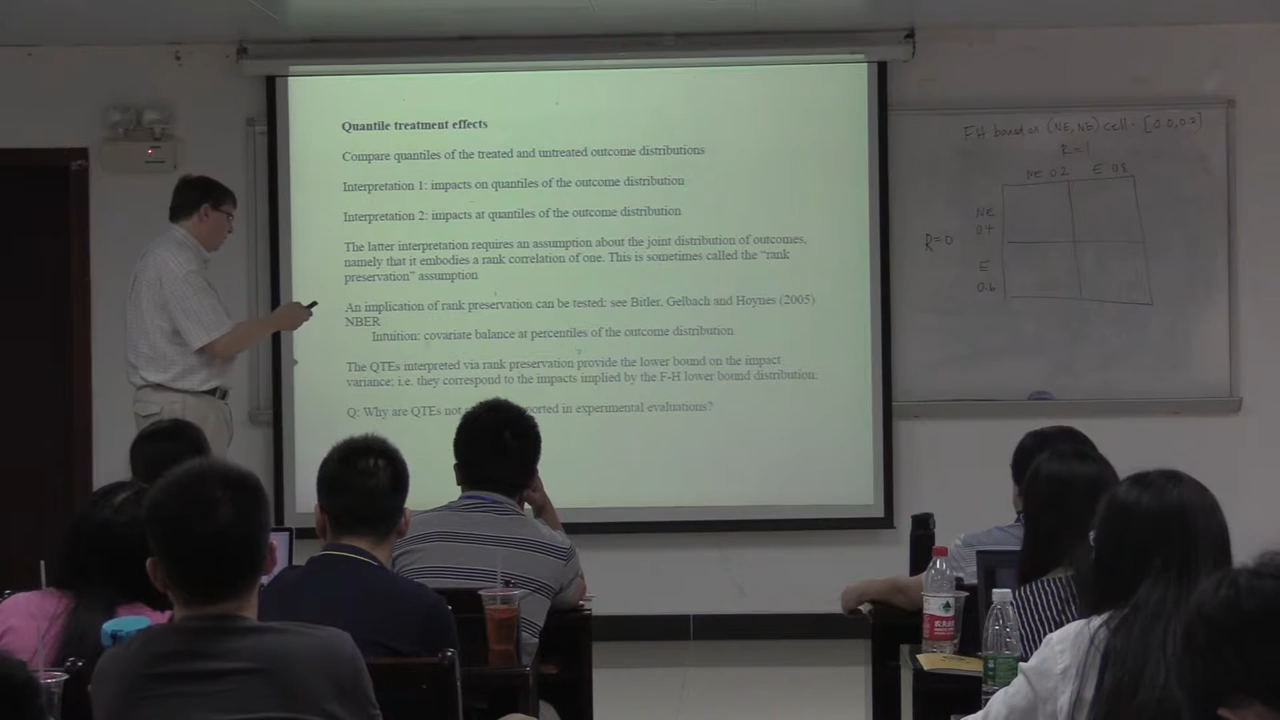 Quantile treatment effects
Compare quantiles of the treated and untreated outcome distributions
Interpretation 1: impacts on quantiles of the outcome distribution
Interpretation 2: impacts at quantiles of the outcome distribution
The latter interpretation requires an assumption about the joint distribution of outcomes,
namely that it embodies a rank correlation of one. This is sometimes called the “rank
preservation” assumption
An implication of rank preservation can be tested: see Bitler, Gelbach and Hoynes (2005)
NBER
Intuition: covariate balance at percentiles of the outcome distribution
The QTEs interpreted via rank preservation provide the lower bound on the impact
variance; i.e. they correspond to the impacts implied by the F-H lower bound distribution.
Q: Why are QTEs not in experimental evaluations?
FH bound on (NE, NE) cell = [0.0, 0.2]
R=1
NE 0.2 E 0.8
NE
0.4
R=0
E
0.6
农夫山泉